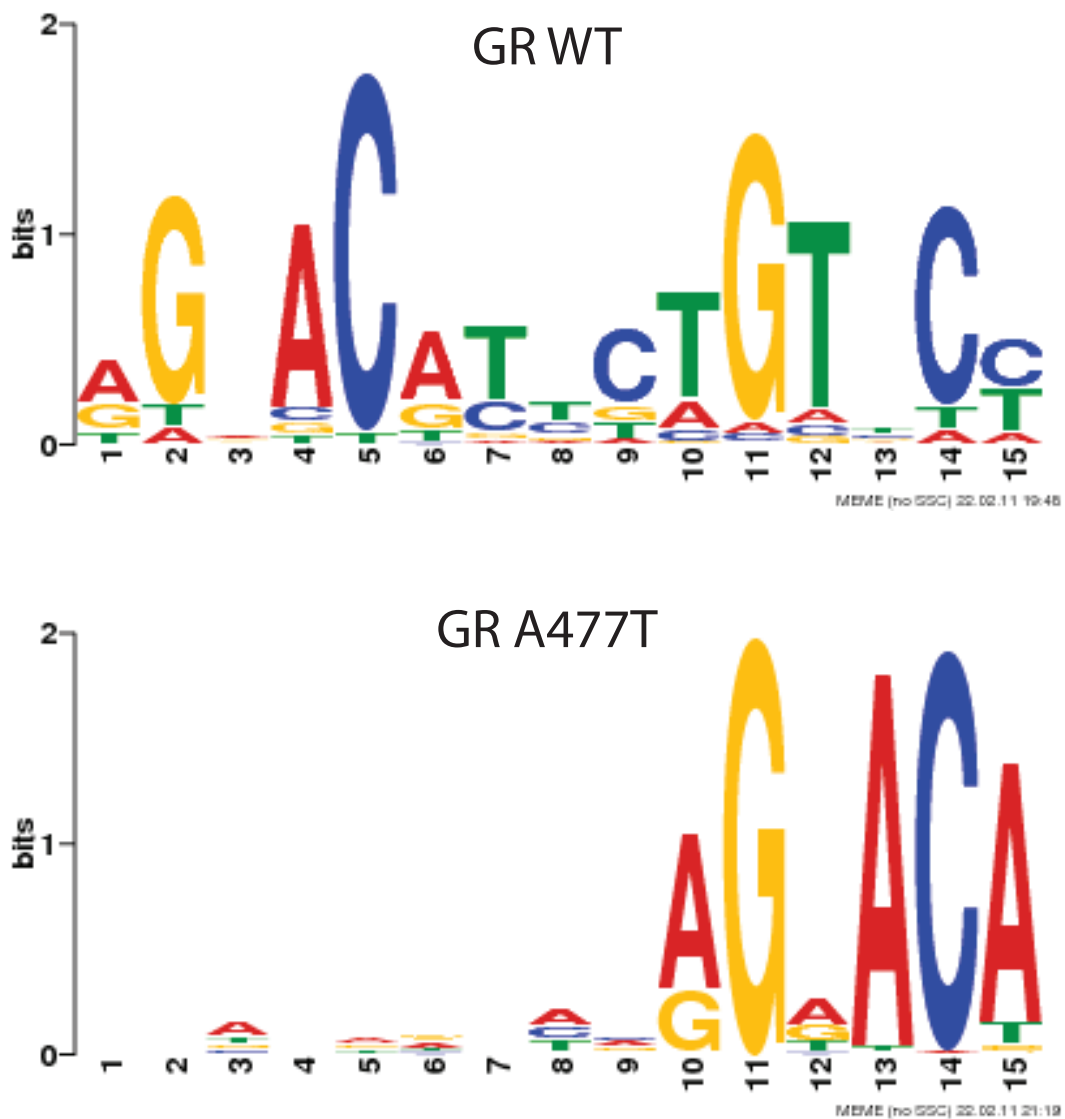 GR WT
2
1
0
bits
A G A C A T C T G T C C
1 2 3 4 5 6 7 8 9 10 11 12 13 14 15
MEME (no SSC) 22.02.11 19:48
GR A477T
2
1
0
bits
A G A A C A
G
1 2 3 4 5 6 7 8 9 10 11 12 13 14 15
MEME (no SSC) 22.02.11 21:19